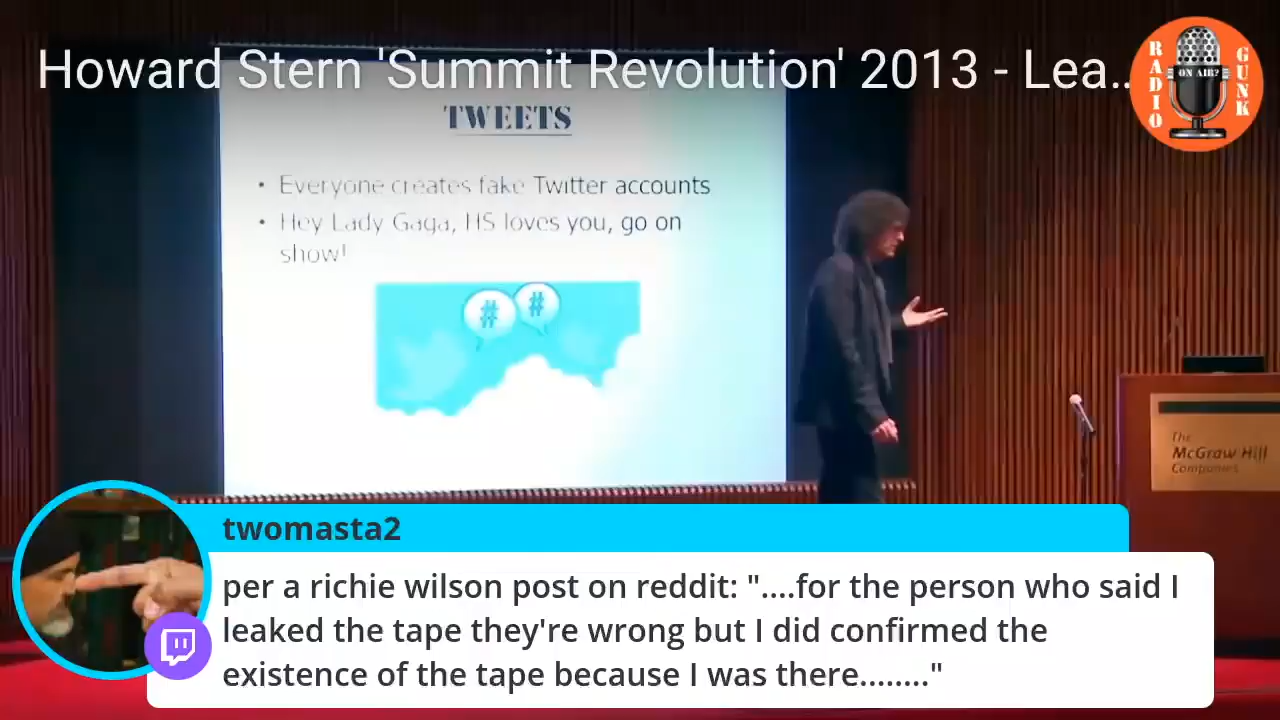 Howard Stern 'Summit Revolution' 2013 - Lea...
RADIO
ON AIR?
GUNK
TWEETS
• Everyone creates fake Twitter accounts
• Hey Lady Gaga, HS loves you, go on
show!
# #
The
McGraw Hill
Companies
twomasta2
per a richie wilson post on reddit: "....for the person who said I
leaked the tape they're wrong but I did confirmed the
existence of the tape because I was there........"